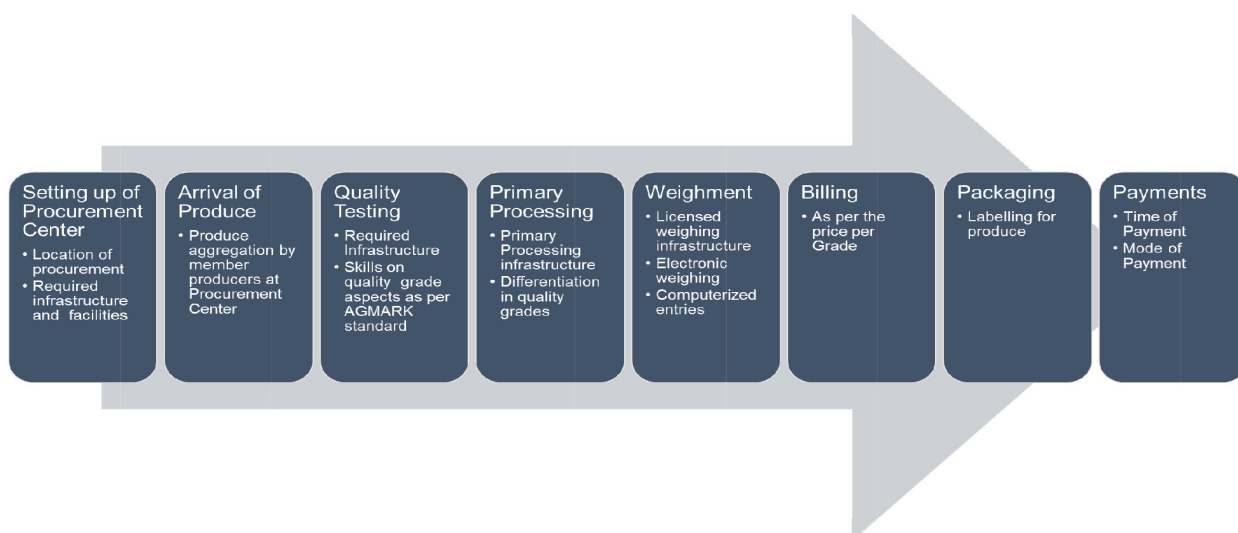 Setting up of
Procurement
Center
• Location of
procurement
• Required
infrastructure
and facilities
Arrival of
Produce
• Produce
aggregation by
member
producers at
Procurement
Center
Quality
Testing
• Required
Infrastructure
• Skills on
quality grade
aspects as per
AGMARK
standard
Primary
Processing
• Primary
Processing
infrastructure
• Differentiation
in quality
grades
Weighment
• Licensed
weighing
infrastructure
• Electronic
weighing
• Computerized
entries
Billing
• As per the
price per
Grade
Packaging
• Labelling for
produce
Payments
• Time of
Payment
• Mode of
Payment